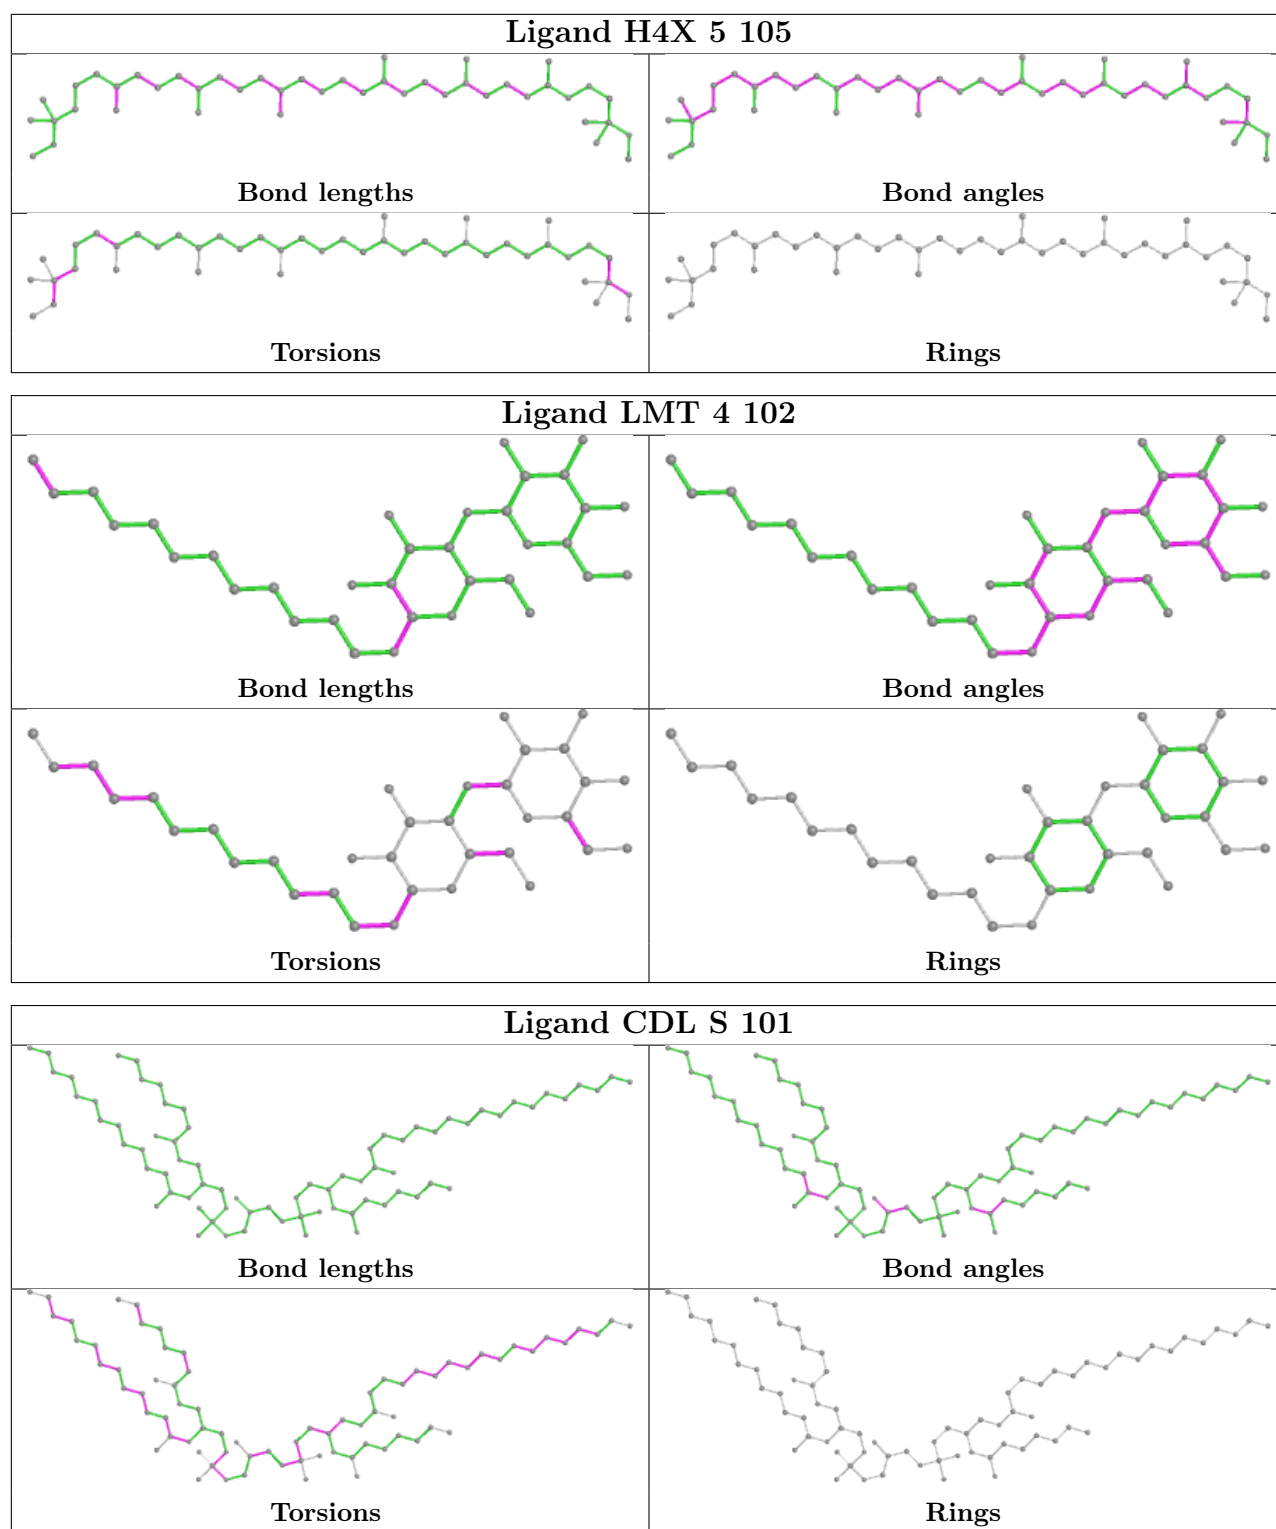 Ligand H4X 5 105
Bond lengths
Bond angles
Torsions
Rings
Ligand LMT 4 102
Bond lengths
Bond angles
Torsions
Rings
Ligand CDL S 101
Bond lengths
Bond angles
Torsions
Rings